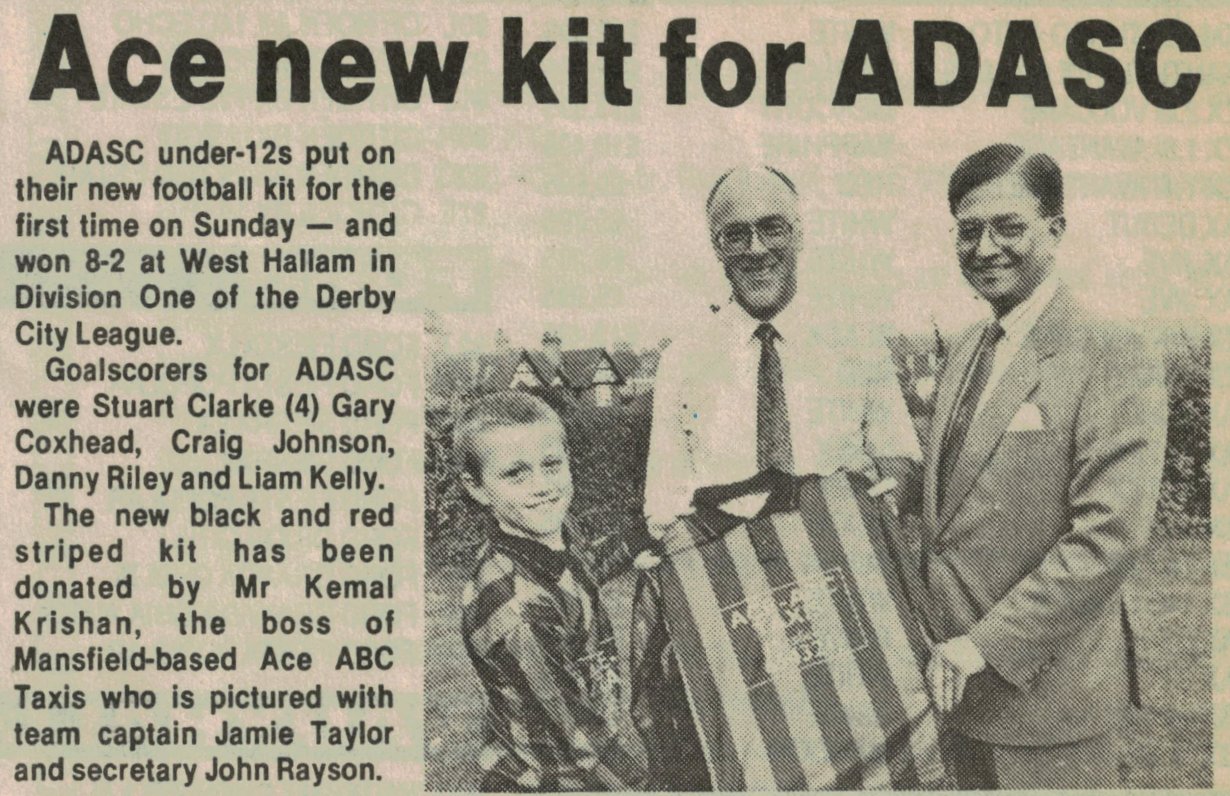 Ace new kit for ADASC
ADASC under-12s put on
their new football kit for the
first time on Sunday — and
won 8-2 at West Hallam in
Division One of the Derby
City League.
Goalscorers for ADASC
were Stuart Clarke (4) Gary
Coxhead, Craig Johnson,
Danny Riley and Liam Kelly.
The new black and red
striped kit has been
donated by Mr Kemal
Krishan, the boss of
Mansfield-based Ace ABC
Taxis who is pictured with
team captain Jamie Taylor
and secretary John Rayson.